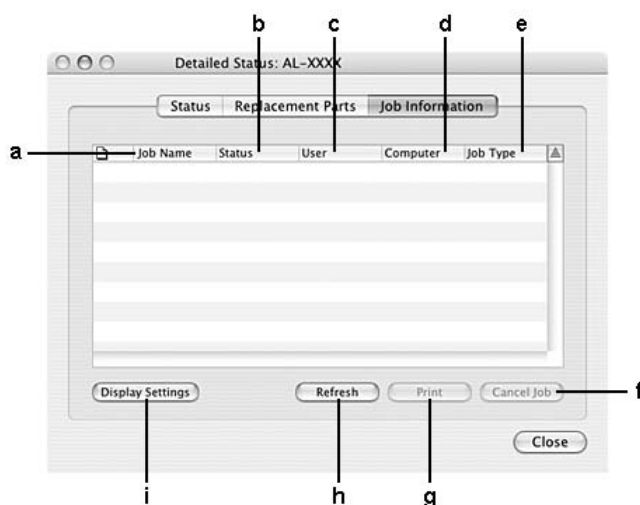 b c d e
Detailed Status: AL-XXXX
Status Replacement Parts Job Information
a
Job Name Status User Computer Job Type
Display Settings Refresh Print Cancel Job
f
Close
i h g